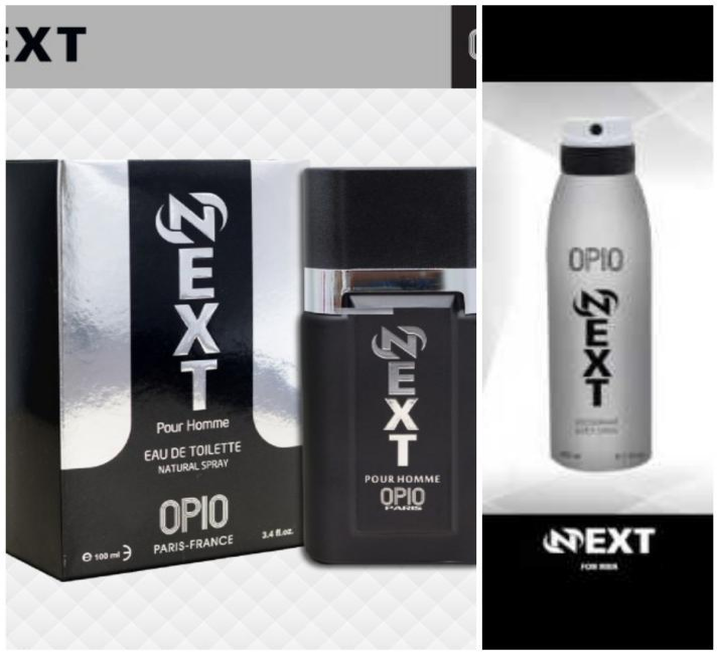 EXT
NEXT
Pour Homme
EAU DE TOILETTE
NATURAL SPRAY
OPIO
PARIS-FRANCE
e 100 ml
3.4 fl.oz.
NEXT
POUR HOMME
OPIO
PARIS
OPIO
NEXT
NEXT
FOR MEN